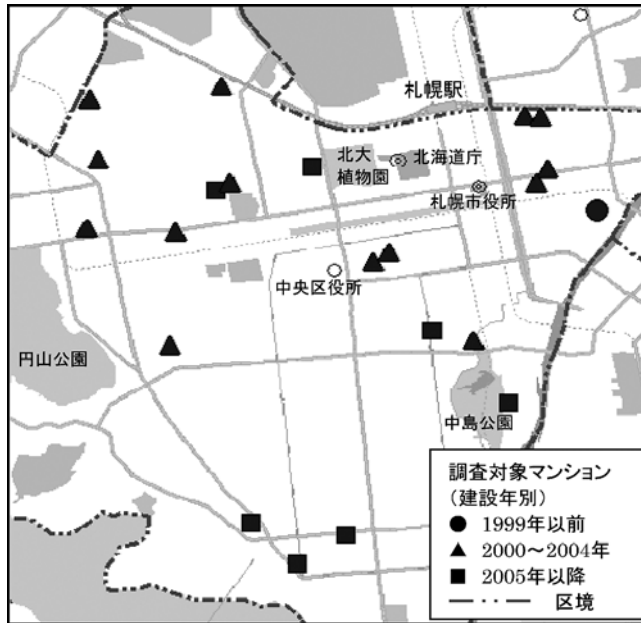 札幌駅
北大
植物園
北海道庁
札幌市役所
中央区役所
円山公園
中島公園
調査対象マンション
(建設年別)
1999年以前
2000～2004年
2005年以降
区境